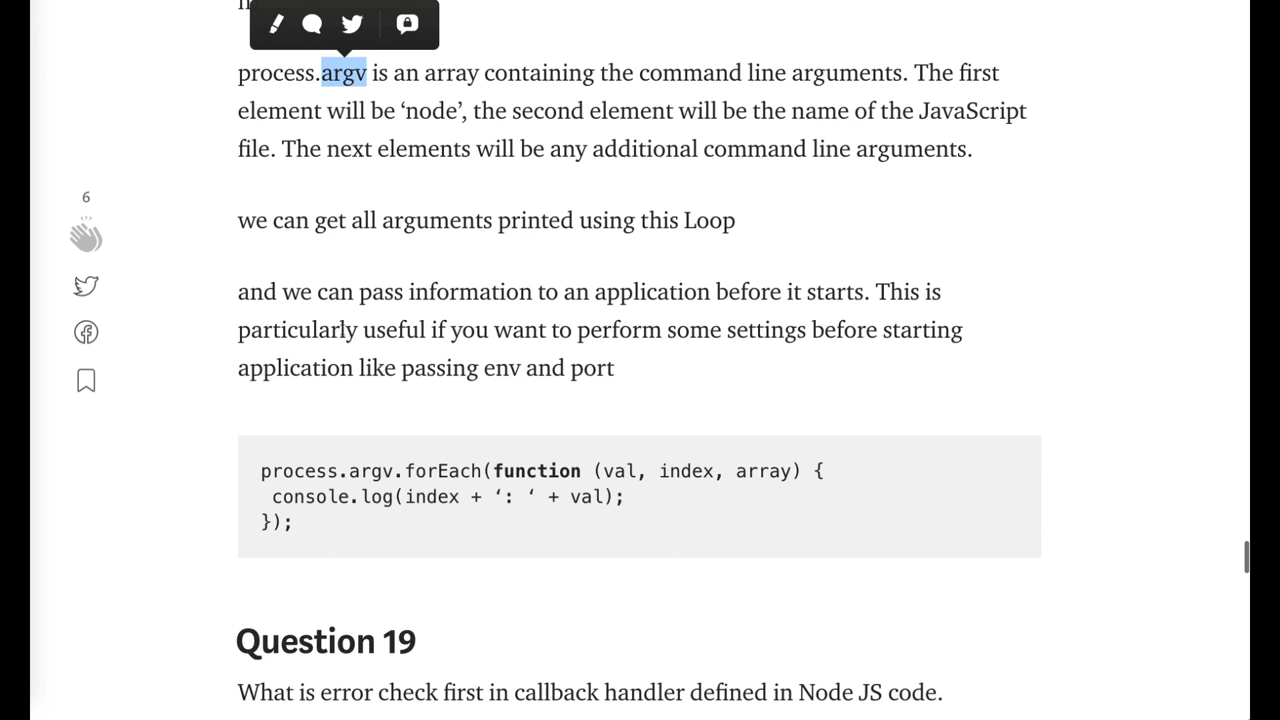 process.argv is an array containing the command line arguments. The first
element will be ‘node’, the second element will be the name of the JavaScript
file. The next elements will be any additional command line arguments.
6
we can get all arguments printed using this Loop
and we can pass information to an application before it starts. This is
particularly useful if you want to perform some settings before starting
application like passing env and port
process.argv.forEach(function (val, index, array) {
console.log(index + ‘: ‘ + val);
});
Question 19
What is error check first in callback handler defined in Node JS code.